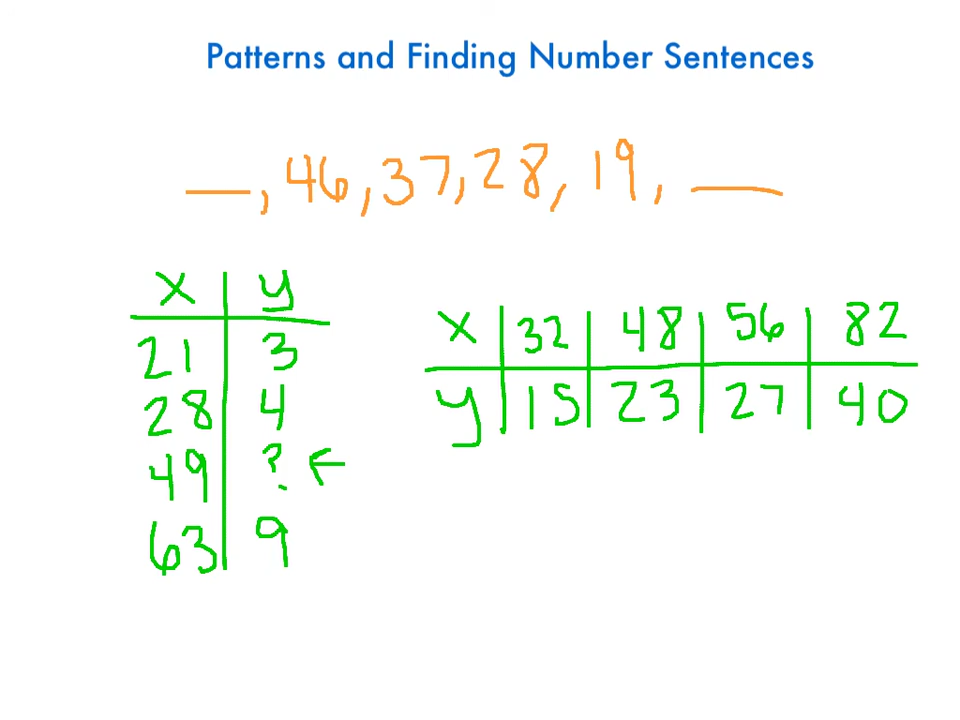 Patterns and Finding Number Sentences
__, 46, 37, 28, 19, __
x y
21 3
28 4
49 ? ←
63 9
x 32 48 56 82
y 15 23 27 40